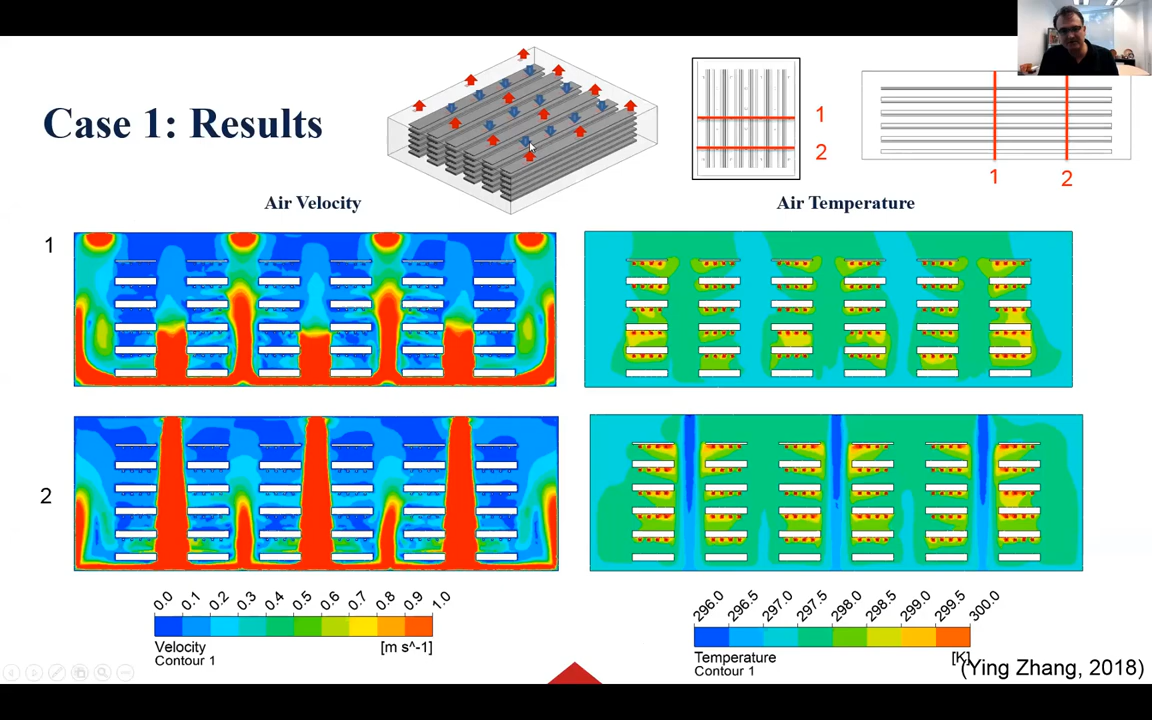 Case 1: Results
1
2
1
2
Air Velocity
Air Temperature
1
2
0.0 0.1 0.2 0.3 0.4 0.5 0.6 0.7 0.8 0.9 1.0
Velocity
Contour 1
[m s^-1]
296.0 296.5 297.0 297.5 298.0 298.5 299.0 299.5 300.0
Temperature
Contour 1
[K]
(Ying Zhang, 2018)